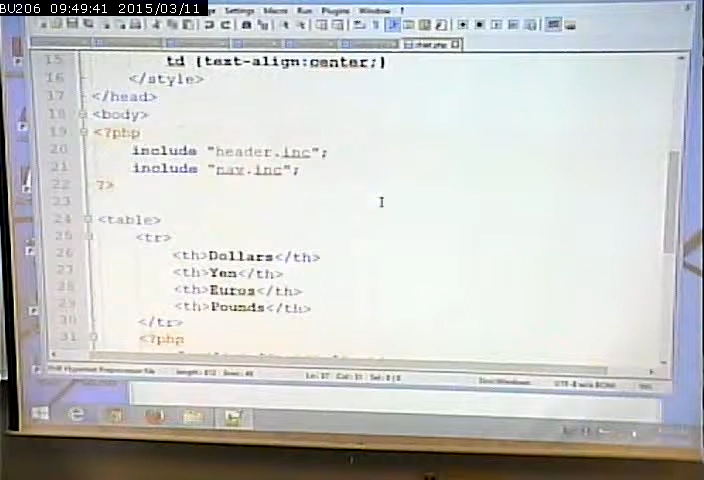 BU206 09:49:41 2015/03/11
Settings Macro Run Plugins Window
15 td {text-align:center;}
16 </style>
17 </head>
18 <body>
19 <?php
20 include "header.inc";
21 include "nav.inc";
22 ?>
23
24 <table>
25 <tr>
26 <th>Dollars</th>
27 <th>Yen</th>
28 <th>Euros</th>
29 <th>Pounds</th>
30 </tr>
31 <?php